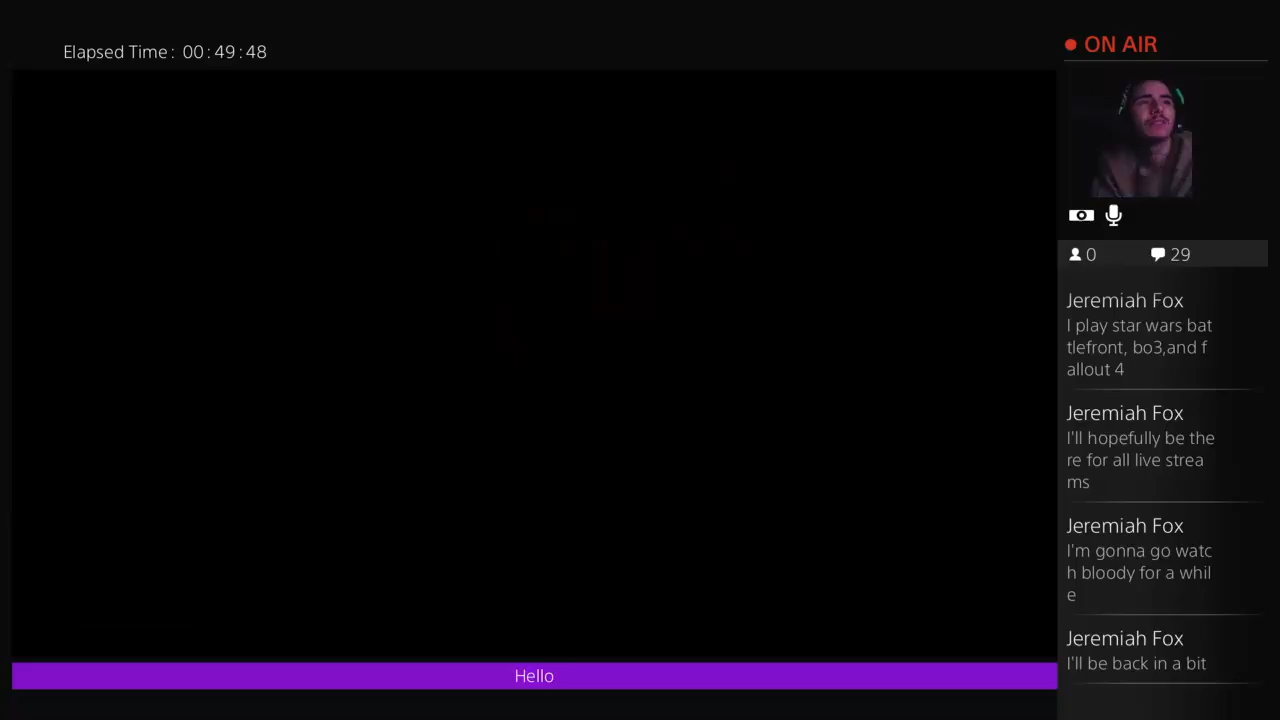 Elapsed Time: 00:49:48
ON AIR
0 29
Jeremiah Fox
I play star wars bat
tlefront, bo3,and f
allout 4
Jeremiah Fox
I'll hopefully be the
re for all live strea
ms
Jeremiah Fox
I'm gonna go watc
h bloody for a whil
e
Jeremiah Fox
I'll be back in a bit
Hello